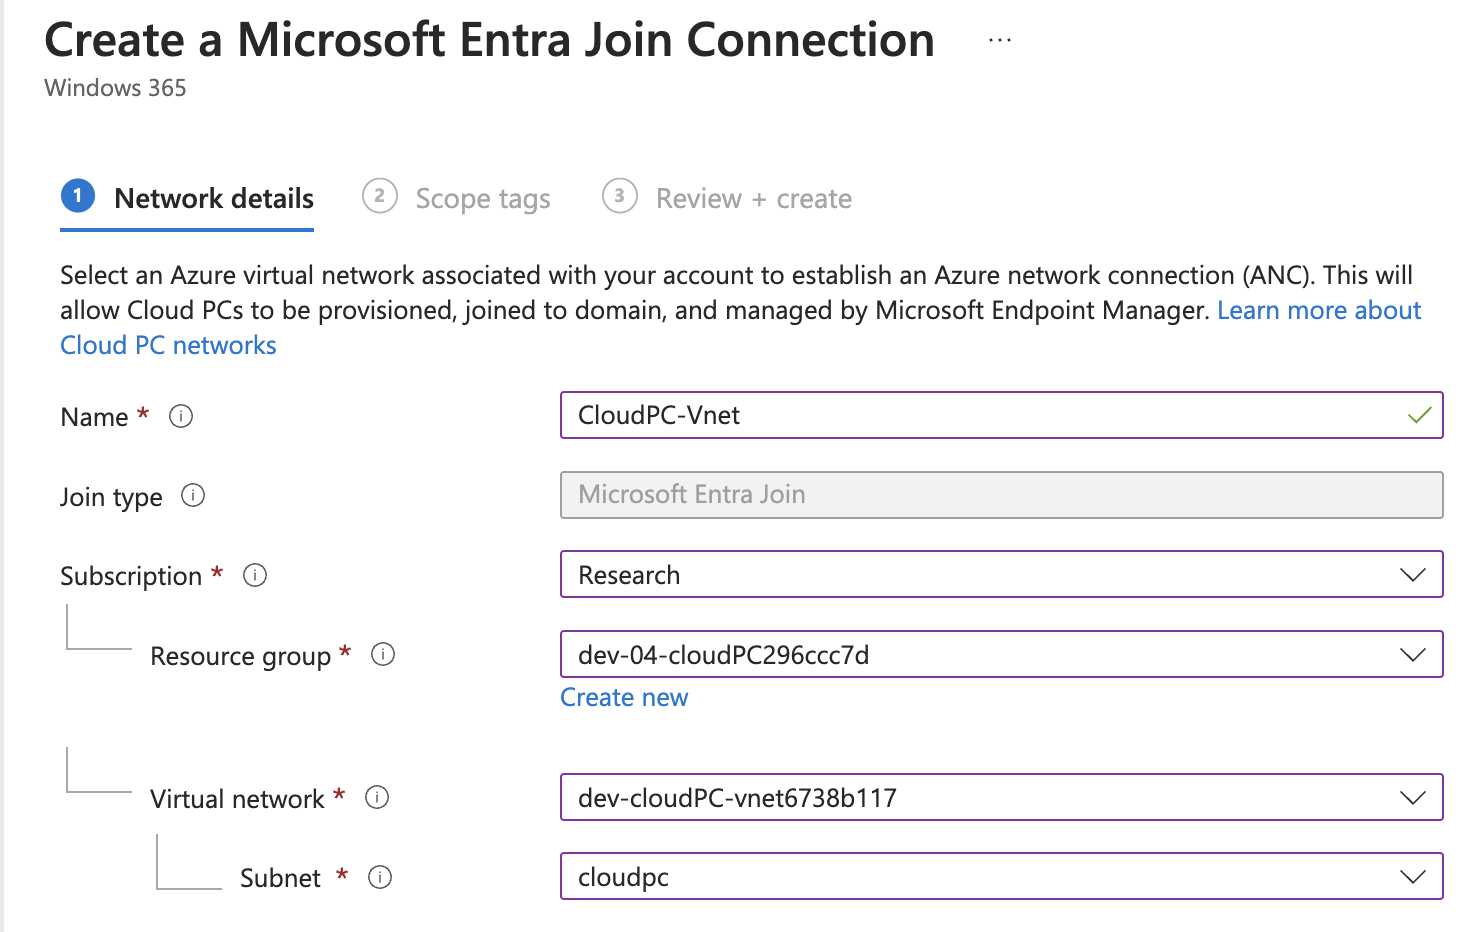 Create a Microsoft Entra Join Connection ...
Windows 365
1 Network details 2 Scope tags 3 Review + create
Select an Azure virtual network associated with your account to establish an Azure network connection (ANC). This will
allow Cloud PCs to be provisioned, joined to domain, and managed by Microsoft Endpoint Manager. Learn more about
Cloud PC networks
Name * CloudPC-Vnet
Join type Microsoft Entra Join
Subscription * Research
Resource group * dev-04-cloudPC296ccc7d
Create new
Virtual network * dev-cloudPC-vnet6738b117
Subnet * cloudpc